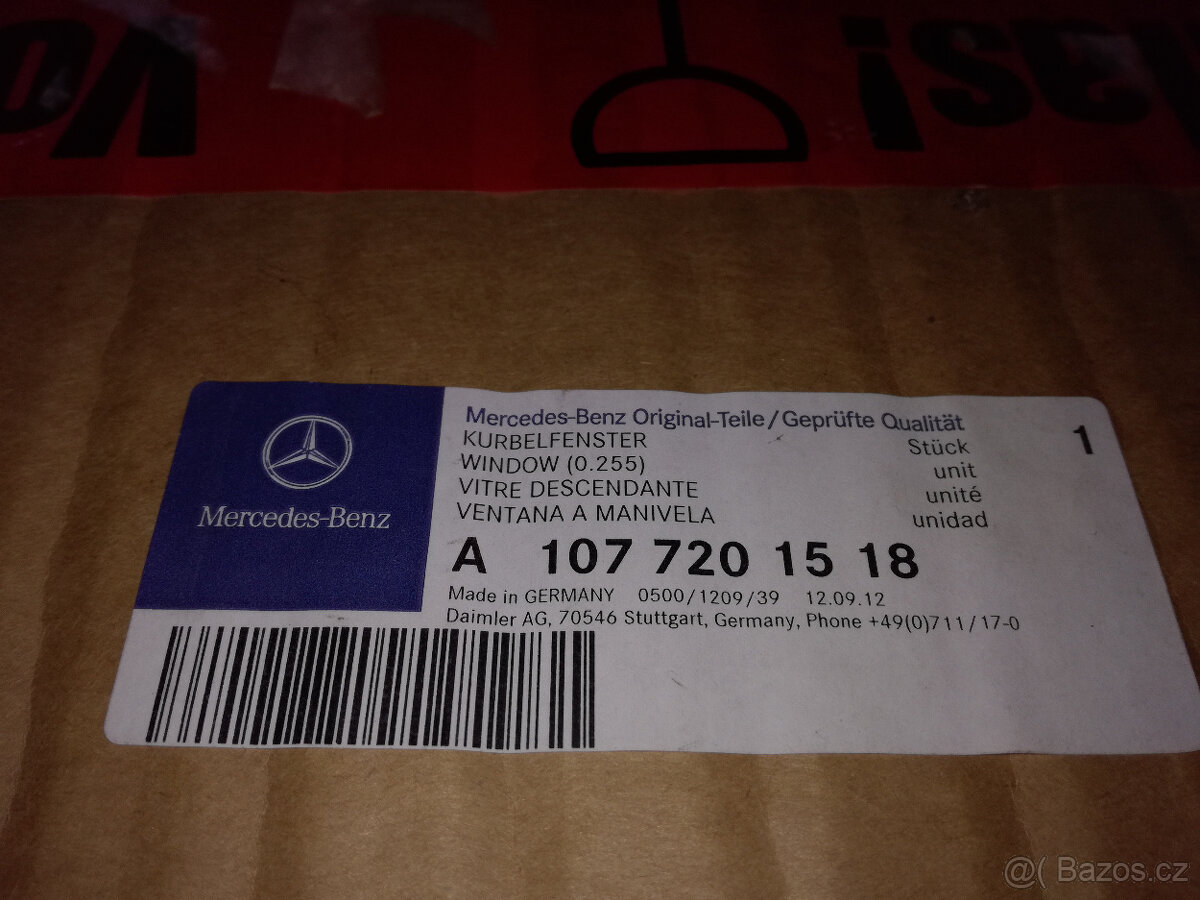 Mercedes-Benz
Mercedes-Benz Original-Teile/Geprüfte Qualität
KURBELFENSTER Stück 1
WINDOW (0.255) unit
VITRE DESCENDANTE unité
VENTANA A MANIVELA unidad
A 107 720 15 18
Made in GERMANY 0500/1209/39 12.09.12
Daimler AG, 70546 Stuttgart, Germany, Phone +49(0)711/17-0
@( Bazos.cz